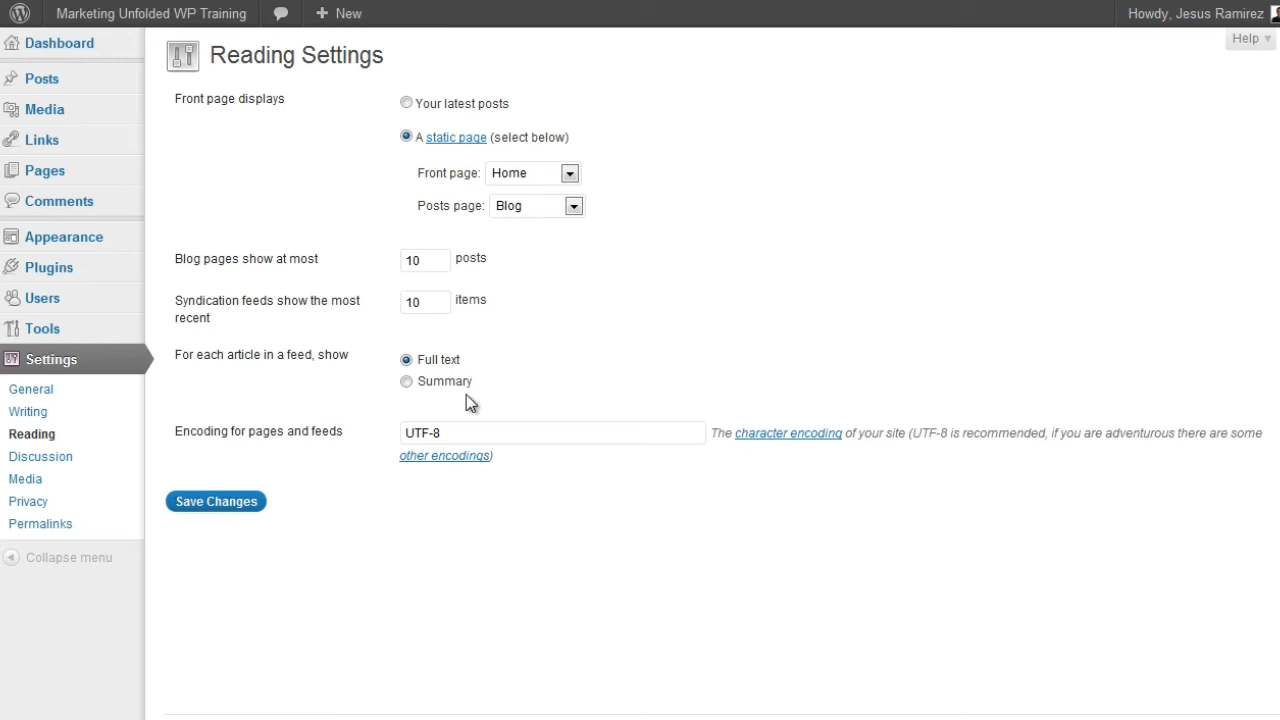 Marketing Unfolded WP Training
New
Howdy, Jesus Ramirez
Help
Dashboard
Posts
Media
Links
Pages
Comments
Appearance
Plugins
Users
Tools
Settings
General
Writing
Reading
Discussion
Media
Privacy
Permalinks
Collapse menu
Reading Settings
Front page displays
Your latest posts
A static page (select below)
Front page: Home
Posts page: Blog
Blog pages show at most 10 posts
Syndication feeds show the most
recent
10 items
For each article in a feed, show
Full text
Summary
Encoding for pages and feeds
UTF-8
The character encoding of your site (UTF-8 is recommended, if you are adventurous there are some
other encodings)
Save Changes